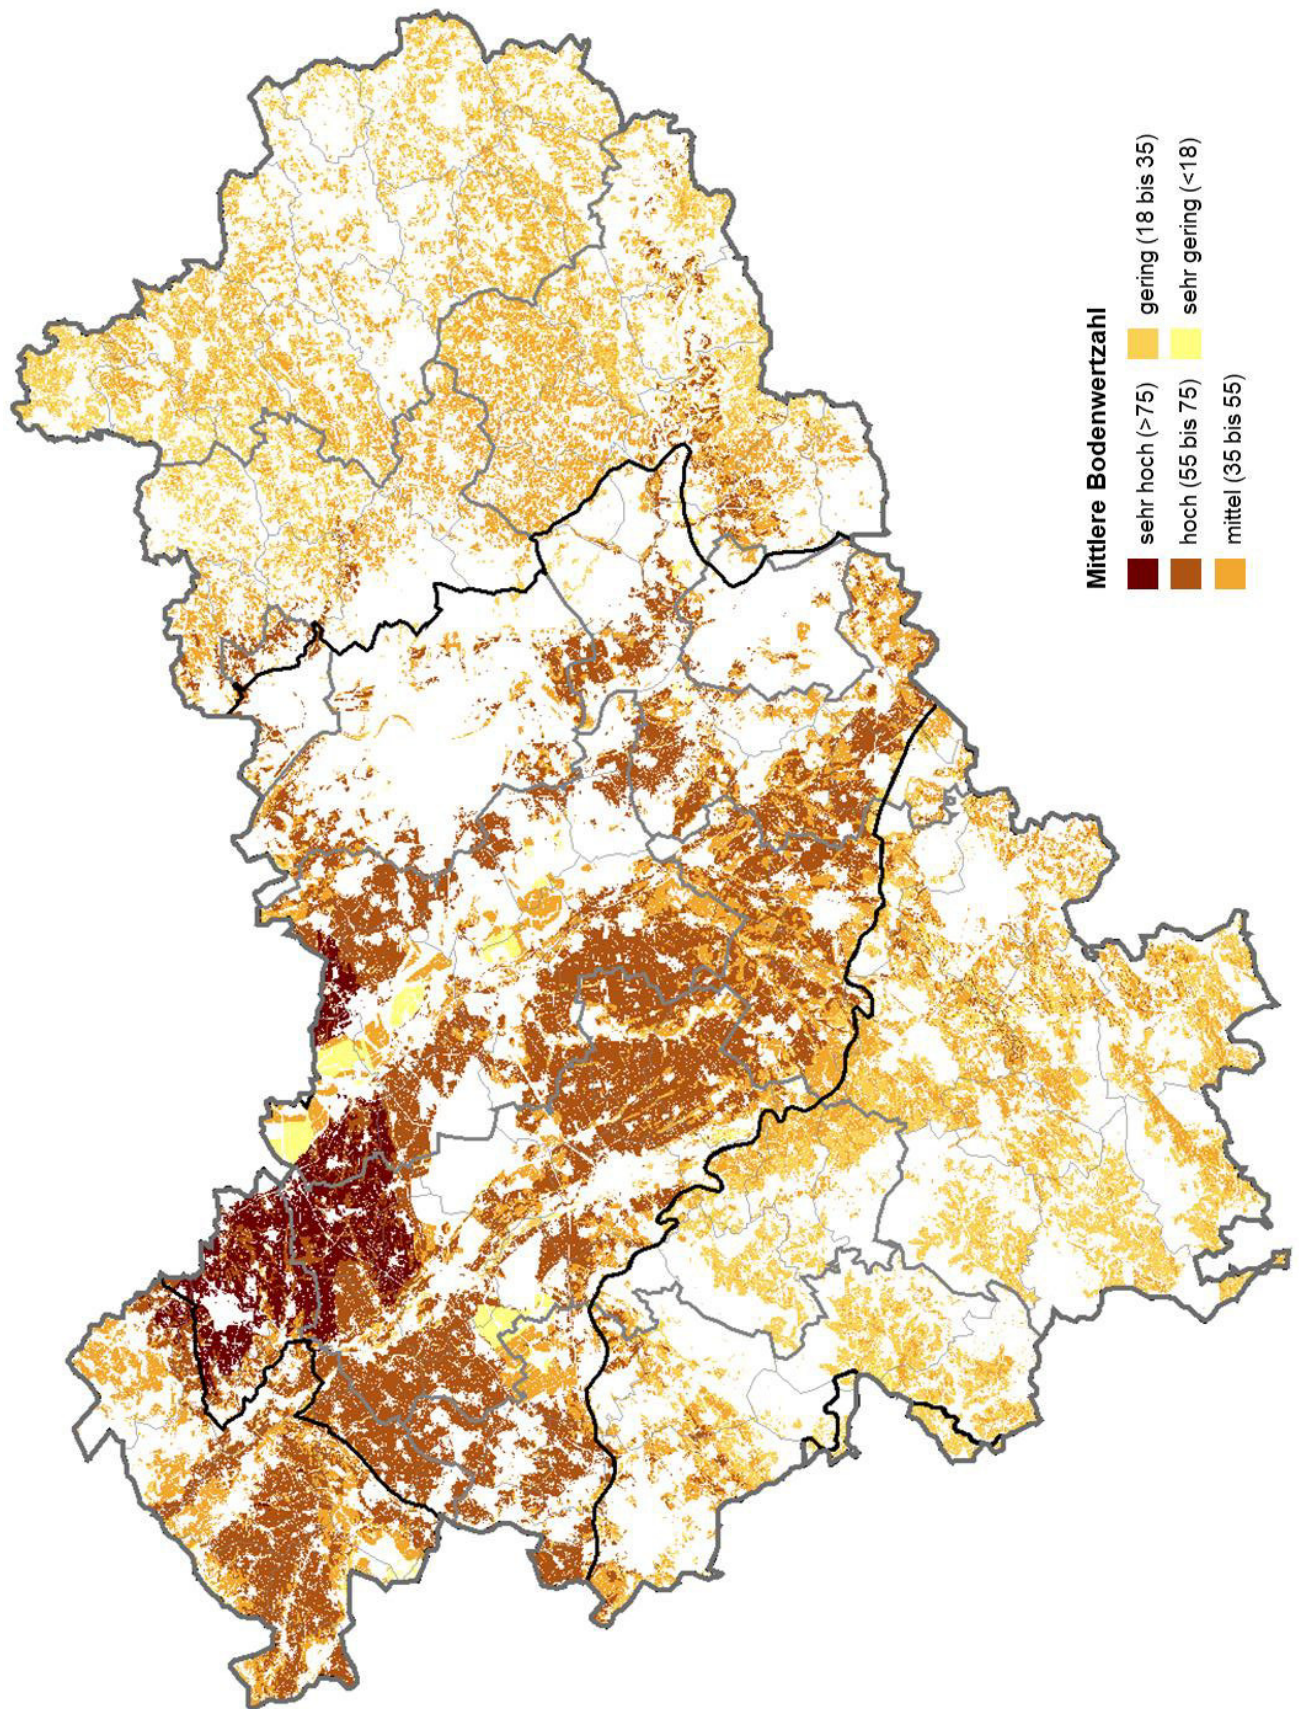 Mittlere Bodenwertzahl
sehr hoch (>75)
hoch (55 bis 75)
mittel (35 bis 55)
gering (18 bis 35)
sehr gering (<18)